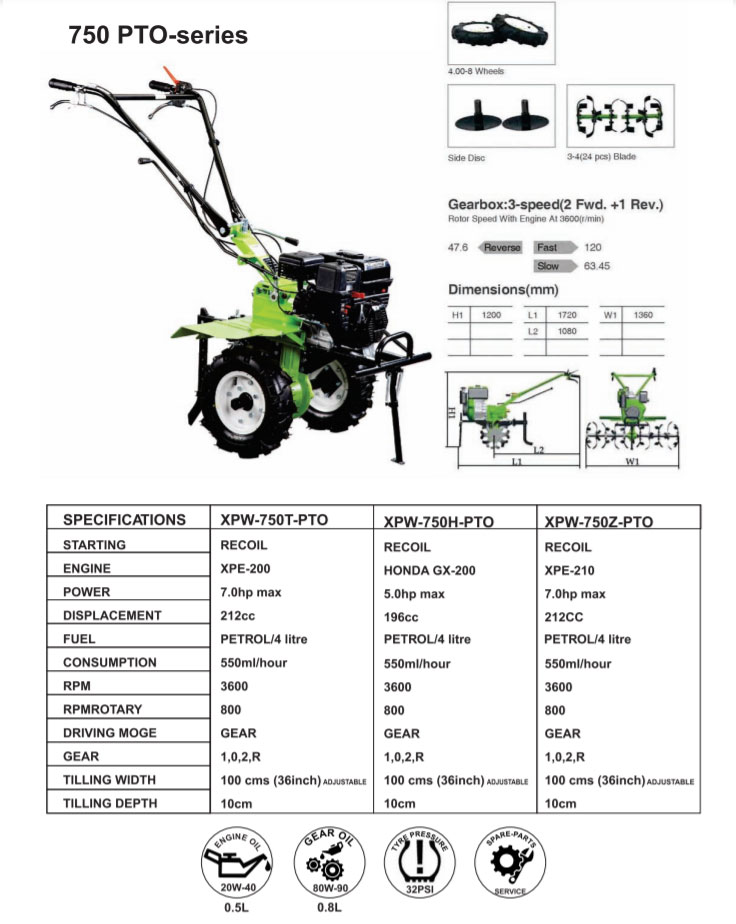 750 PTO-series
4.00-8 Wheels
Side Disc
3-4(24 pcs) Blade
Gearbox:3-speed(2 Fwd. +1 Rev.)
Rotor Speed With Engine At 3600(r/min)
47.6 Reverse Fast 120
Slow 63.45
Dimensions(mm)
H1 1200 L1 1720 W1 1360
L2 1080
H1
L2
L1
W1
SPECIFICATIONS XPW-750T-PTO XPW-750H-PTO XPW-750Z-PTO
STARTING RECOIL RECOIL RECOIL
ENGINE XPE-200 HONDA GX-200 XPE-210
POWER 7.0hp max 5.0hp max 7.0hp max
DISPLACEMENT 212cc 196cc 212CC
FUEL PETROL/4 litre PETROL/4 litre PETROL/4 litre
CONSUMPTION 550ml/hour 550ml/hour 550ml/hour
RPM 3600 3600 3600
RPMROTARY 800 800 800
DRIVING MOGE GEAR GEAR GEAR
GEAR 1,0,2,R 1,0,2,R 1,0,2,R
TILLING WIDTH 100 cms (36inch) ADJUSTABLE 100 cms (36inch) ADJUSTABLE 100 cms (36inch) ADJUSTABLE
TILLING DEPTH 10cm 10cm 10cm
ENGINE OIL
20W-40
0.5L
GEAR OIL
80W-90
0.8L
TYRE PRESSURE
32PSI
SPARE-PARTS
SERVICE